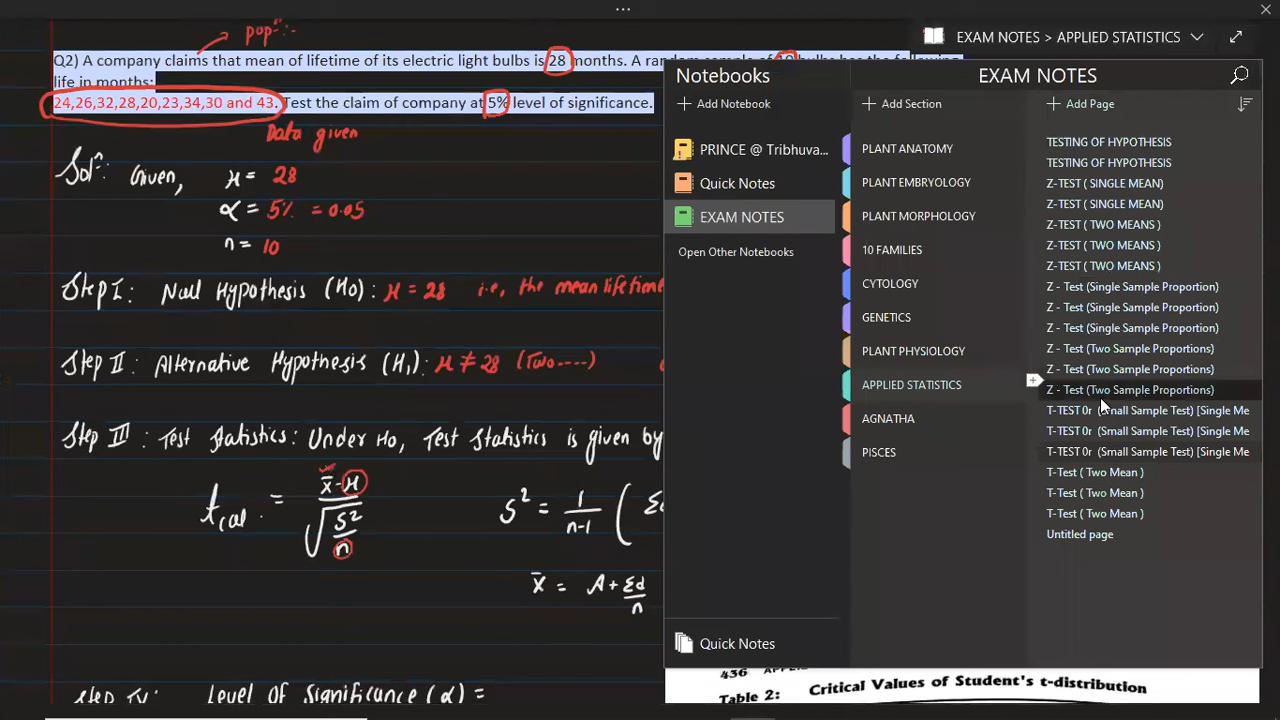 EXAM NOTES > APPLIED STATISTICS
popⁿ:-
Q2) A company claims that mean of lifetime of its electric light bulbs is 28 months. A random
life in months:
24,26,32,28,20,23,34,30 and 43. Test the claim of company at 5% level of significance.
Data given
Solⁿ: Given, μ = 28
α = 5% = 0.05
n = 10
Step I: Null Hypothesis (H0) : μ = 28 i.e, the mean lifetime
Step II : Alternative Hypothesis (H1): μ ≠ 28 (Two----)
Step III : Test Statistics: Under H0, Test Statistics is given by
t cal. = x̄-μ / √(S²/n)
S² = 1/(n-1) (
x̄ = A + Σd/n
Step IV: Level of Significance (α) =
Notebooks
Add Notebook
PRINCE @ Tribhuva...
Quick Notes
EXAM NOTES
Open Other Notebooks
Quick Notes
Add Section
PLANT ANATOMY
PLANT EMBRYOLOGY
PLANT MORPHOLOGY
10 FAMILIES
CYTOLOGY
GENETICS
PLANT PHYSIOLOGY
APPLIED STATISTICS
AGNATHA
PISCES
EXAM NOTES
Add Page
TESTING OF HYPOTHESIS
TESTING OF HYPOTHESIS
Z-TEST ( SINGLE MEAN)
Z-TEST ( SINGLE MEAN)
Z-TEST ( TWO MEANS )
Z-TEST ( TWO MEANS )
Z-TEST ( TWO MEANS )
Z - Test (Single Sample Proportion)
Z - Test (Single Sample Proportion)
Z - Test (Single Sample Proportion)
Z - Test (Two Sample Proportions)
Z - Test (Two Sample Proportions)
Z - Test (Two Sample Proportions)
T-TEST 0r (Small Sample Test) [Single Me
T-TEST 0r (Small Sample Test) [Single Me
T-TEST 0r (Small Sample Test) [Single Me
T-Test ( Two Mean )
T-Test ( Two Mean )
T-Test ( Two Mean )
Untitled page
436
Table 2: Critical Values of Student's t-distribution